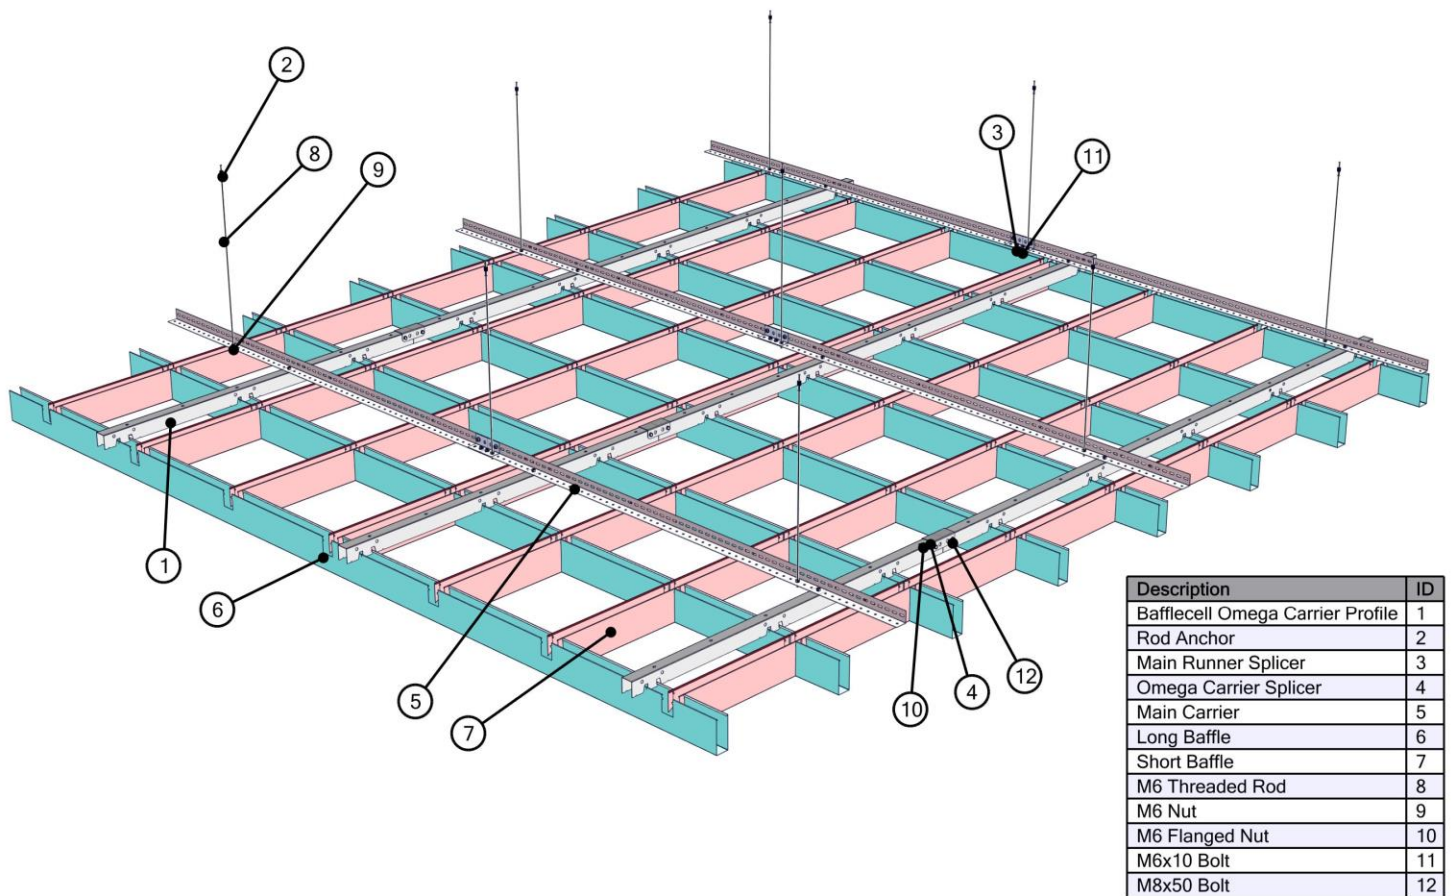 2
8
9
3
11
1
6
5
7
10
4
12
Description ID
Bafflecell Omega Carrier Profile 1
Rod Anchor 2
Main Runner Splicer 3
Omega Carrier Splicer 4
Main Carrier 5
Long Baffle 6
Short Baffle 7
M6 Threaded Rod 8
M6 Nut 9
M6 Flanged Nut 10
M6x10 Bolt 11
M8x50 Bolt 12